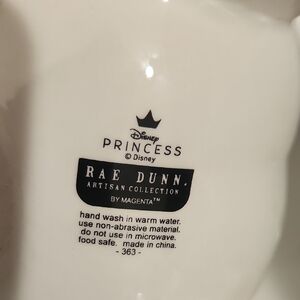 Disney
PRINCESS
© Disney
RAE DUNN.
ARTISAN COLLECTION
BY MAGENTA™
hand wash in warm water.
use non-abrasive material.
do not use in microwave.
food safe. made in china.
- 363 -